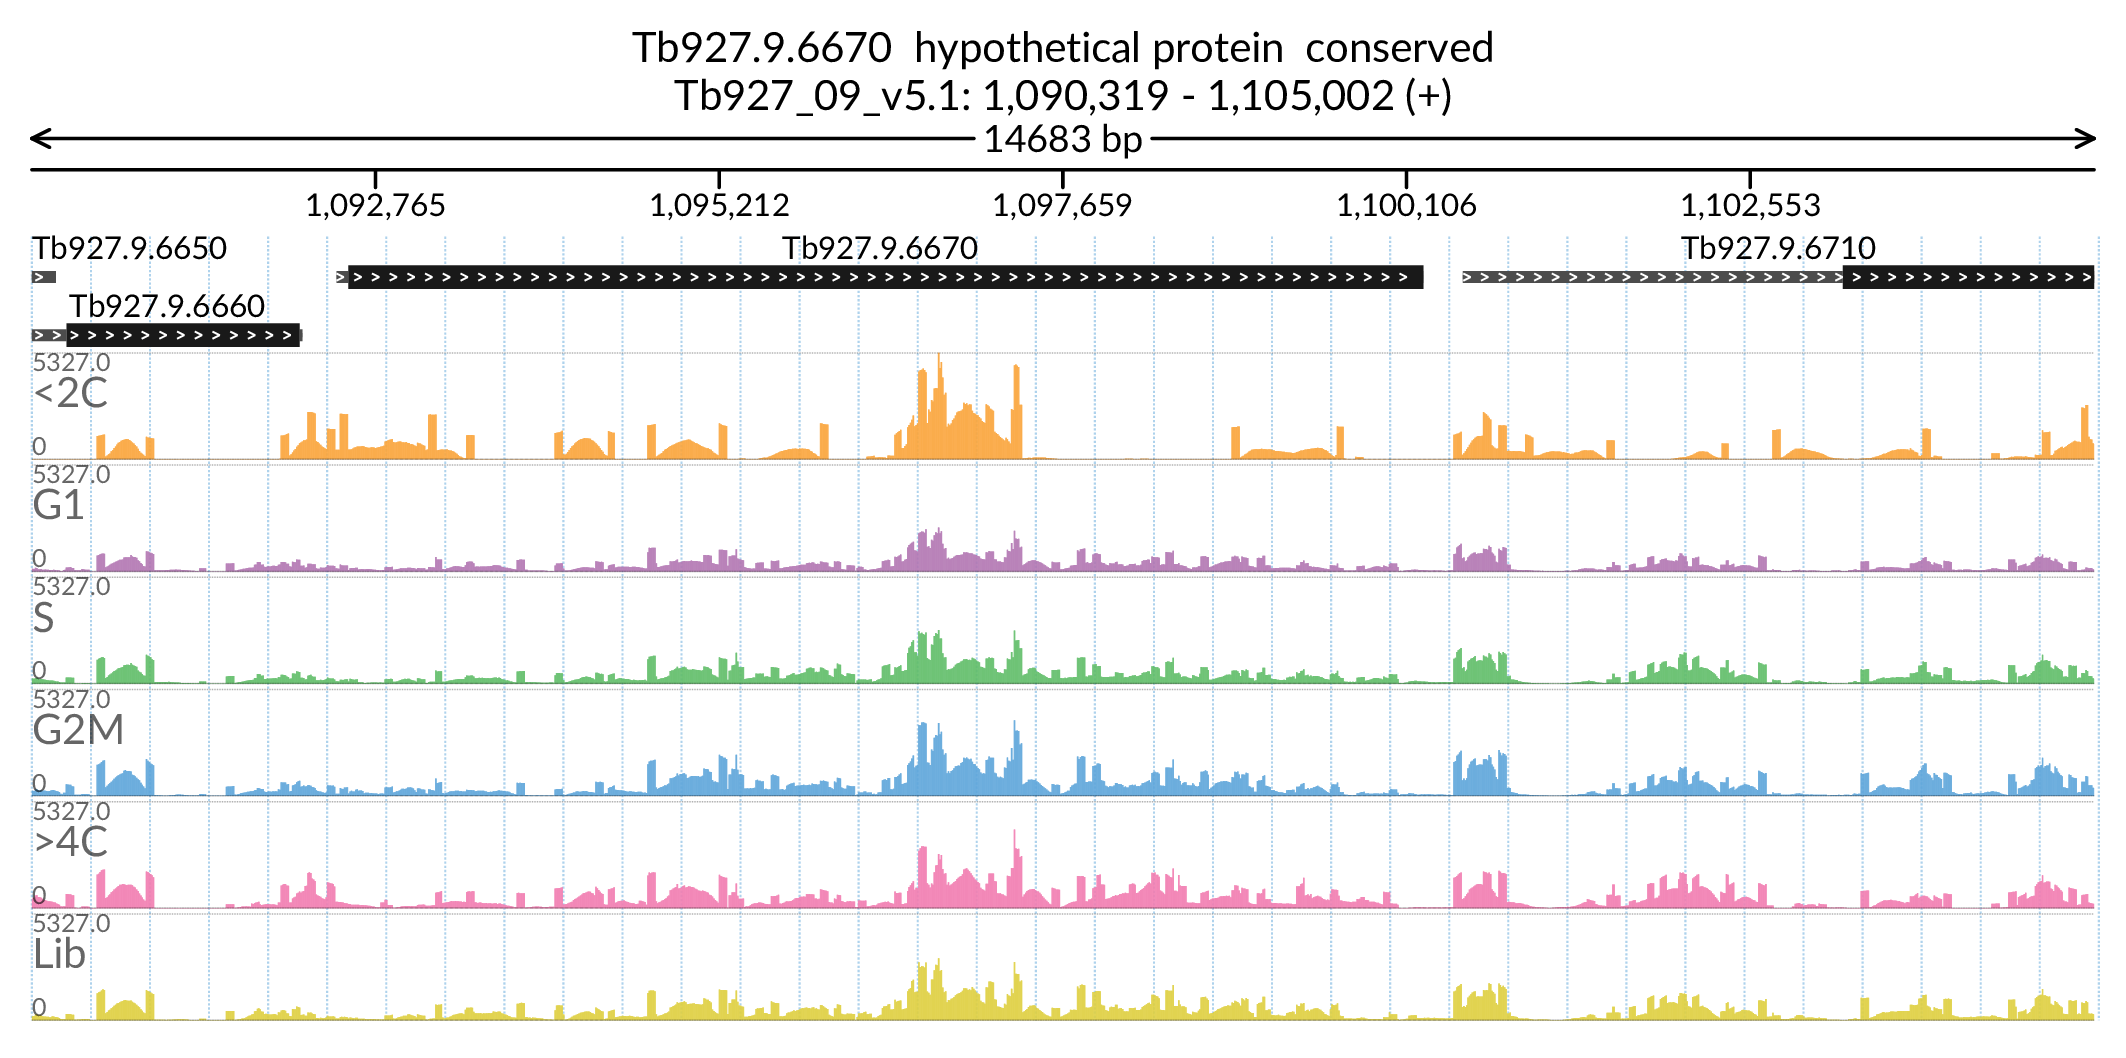 Tb927.9.6670 hypothetical protein conserved
Tb927_09_v5.1: 1,090,319 - 1,105,002 (+)
14683 bp
1,092,765 1,095,212 1,097,659 1,100,106 1,102,553
Tb927.9.6650 Tb927.9.6670 Tb927.9.6710
Tb927.9.6660
5327.0
<2C
0
5327.0
G1
0
5327.0
S
0
5327.0
G2M
0
5327.0
>4C
0
5327.0
Lib
0